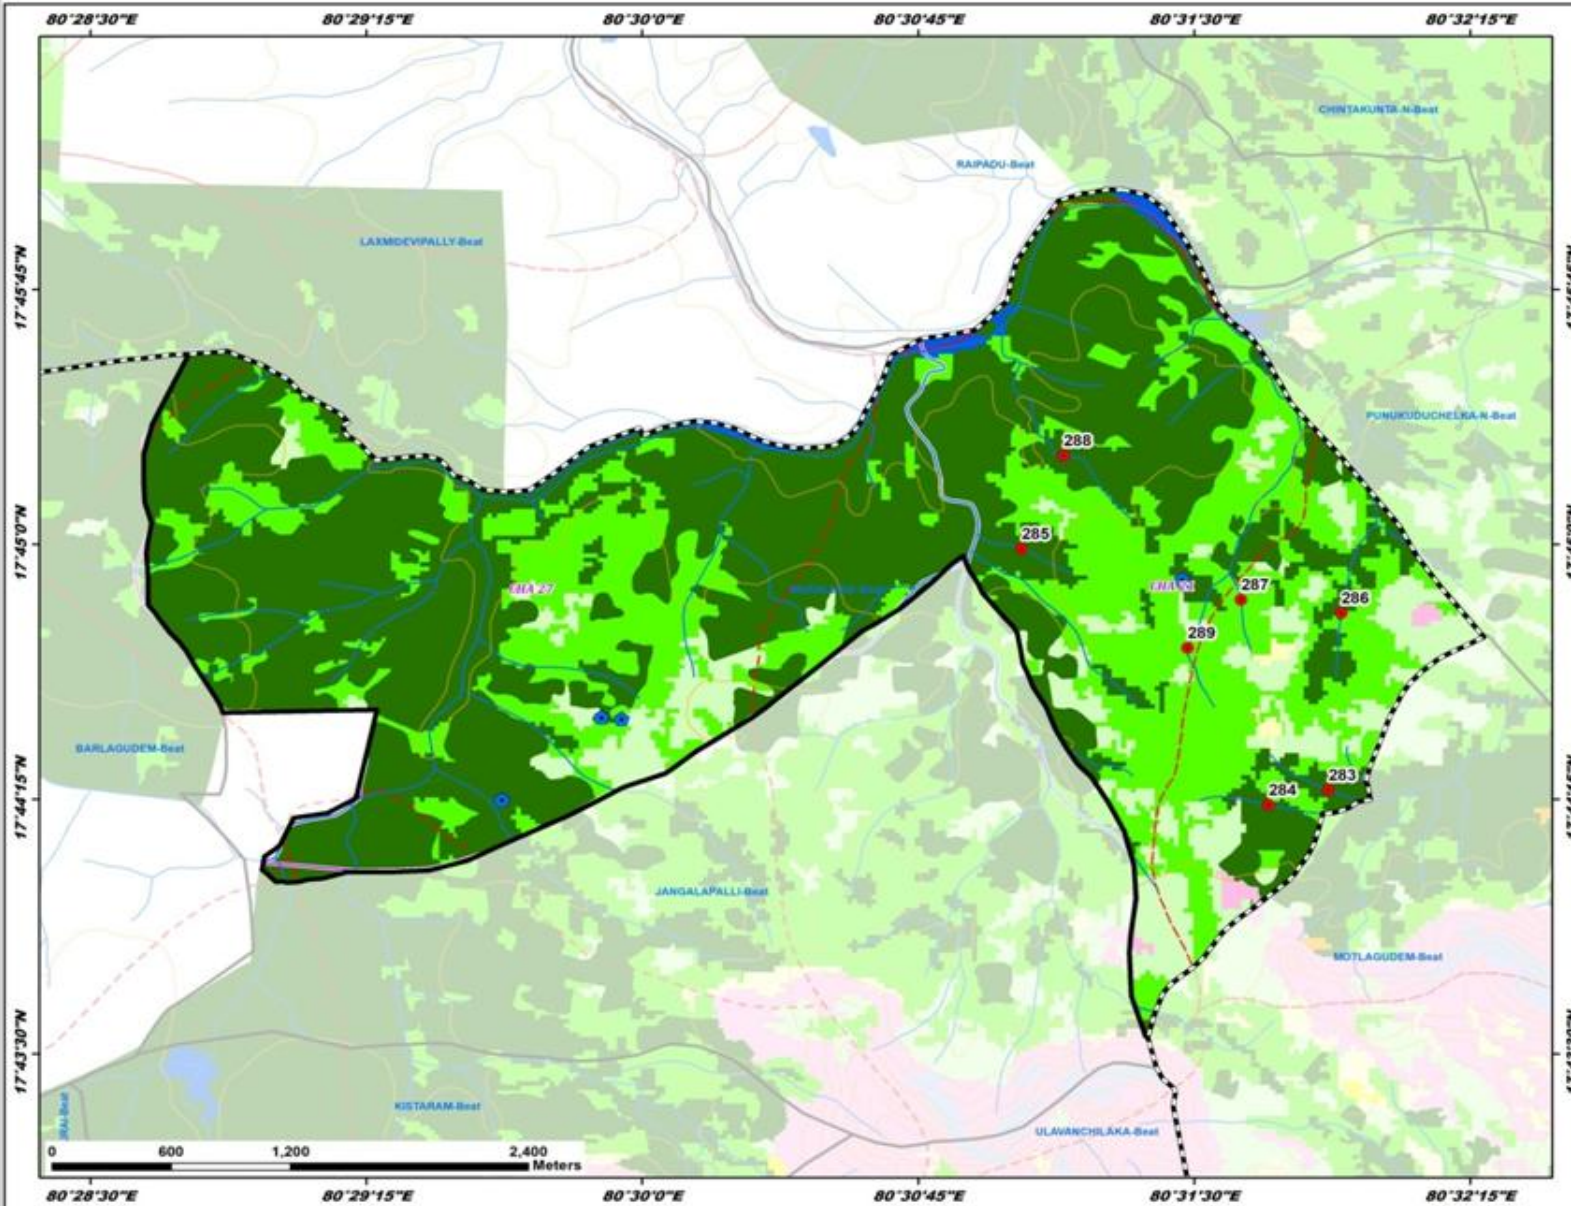 80°28'30"E 80°29'15"E 80°30'0"E 80°30'45"E 80°31'30"E 80°32'15"E
CHINTAKUNTA-N-Beat
RAIPADU-Beat
LAXMIDEVIPALLY-Beat
17°45'45"N
PUNUKUDUCHELKA-N-Beat
288
285
17°45'0"N
CHA 27
287
286
289
BARLAGUDEM-Beat
283
284
17°44'15"N
JANGALAPALLI-Beat
MOTLAGUDEM-Beat
17°43'30"N
KISTARAM-Beat
ULAVANCHILAKA-Beat
0 600 1,200 2,400
Meters
80°28'30"E 80°29'15"E 80°30'0"E 80°30'45"E 80°31'30"E 80°32'15"E